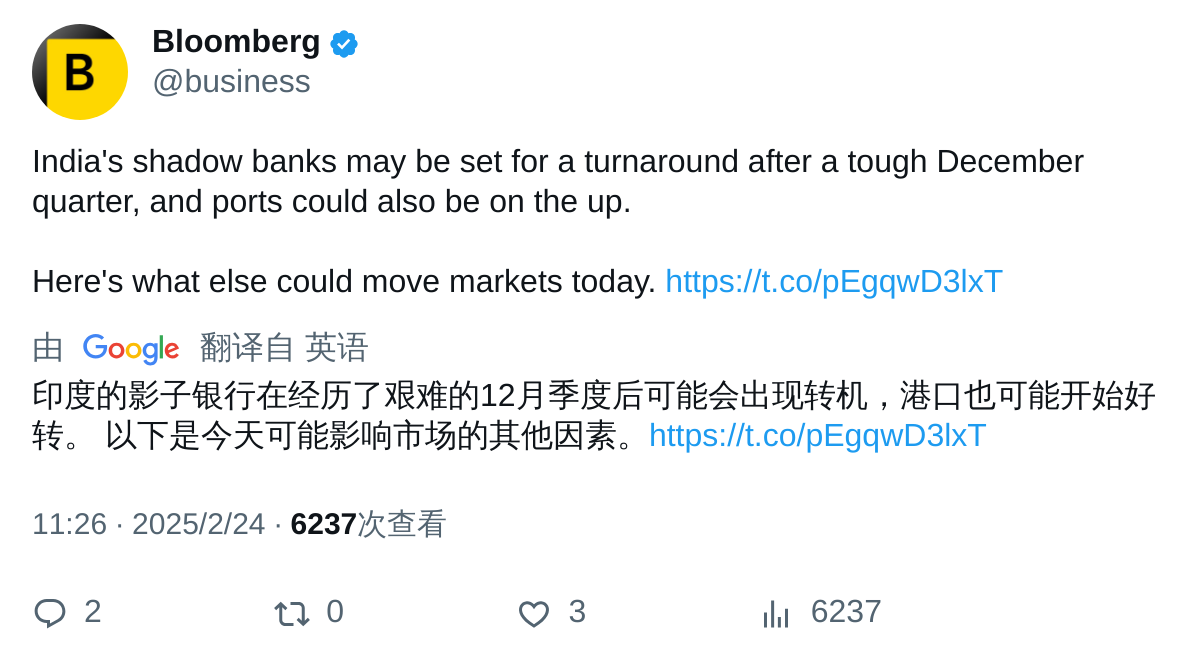 B
Bloomberg
@business
India's shadow banks may be set for a turnaround after a tough December
quarter, and ports could also be on the up.
Here's what else could move markets today. https://t.co/pEgqwD3lxT
由 Google 翻译自 英语
印度的影子银行在经历了艰难的12月季度后可能会出现转机，港口也可能开始好
转。 以下是今天可能影响市场的其他因素。https://t.co/pEgqwD3lxT
11:26 · 2025/2/24 · 6237次查看
2 0 3 6237